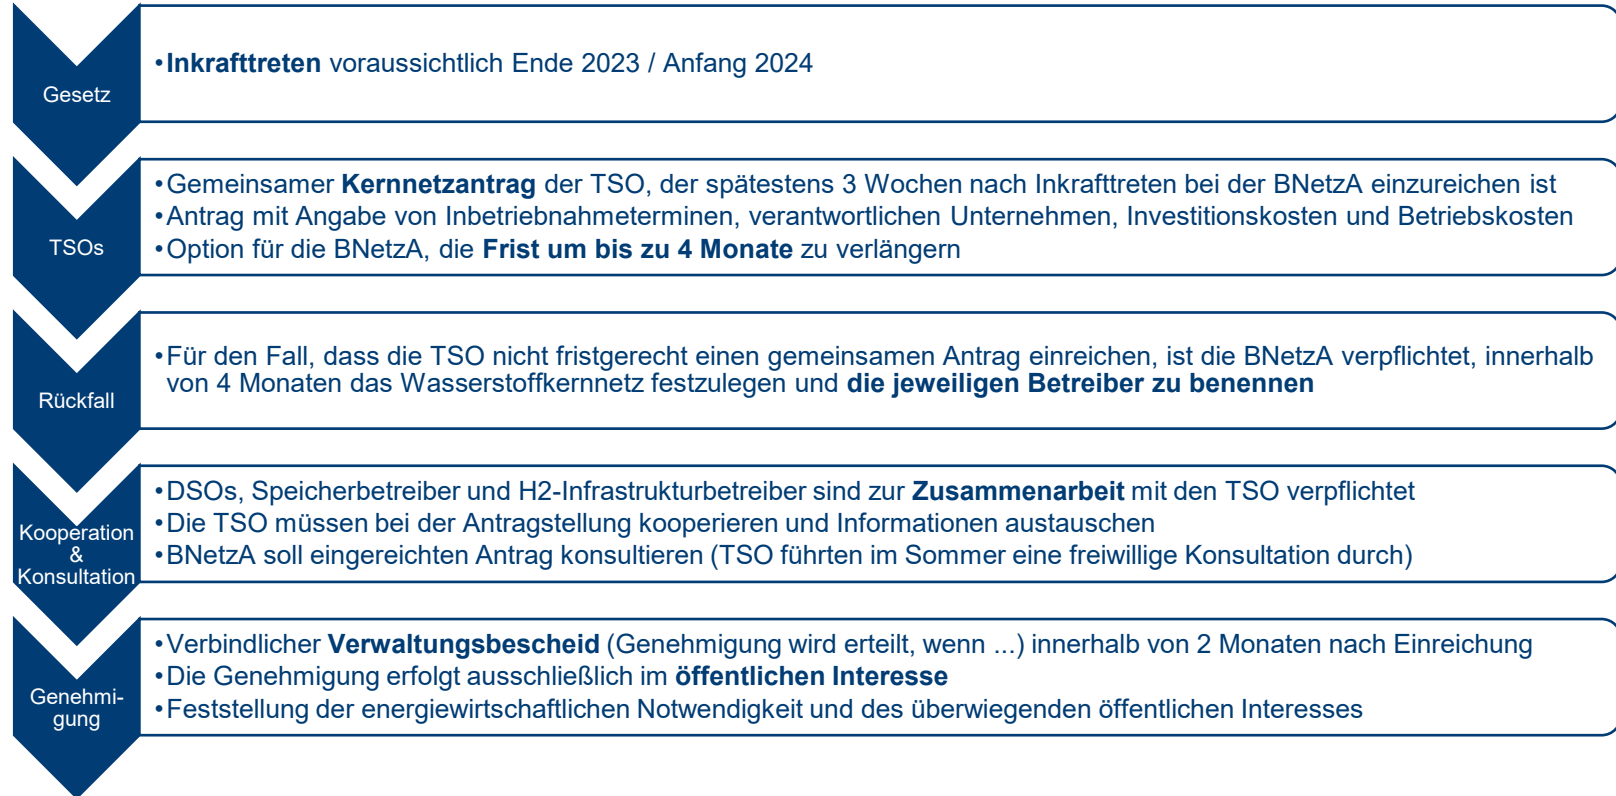 Gesetz
•Inkrafttreten voraussichtlich Ende 2023 / Anfang 2024
TSOs
•Gemeinsamer Kernnetzantrag der TSO, der spätestens 3 Wochen nach Inkrafttreten bei der BNetzA einzureichen ist
•Antrag mit Angabe von Inbetriebnahmeterminen, verantwortlichen Unternehmen, Investitionskosten und Betriebskosten
•Option für die BNetzA, die Frist um bis zu 4 Monate zu verlängern
Rückfall
•Für den Fall, dass die TSO nicht fristgerecht einen gemeinsamen Antrag einreichen, ist die BNetzA verpflichtet, innerhalb
von 4 Monaten das Wasserstoffkernnetz festzulegen und die jeweiligen Betreiber zu benennen
Kooperation
&
Konsultation
•DSOs, Speicherbetreiber und H2-Infrastrukturbetreiber sind zur Zusammenarbeit mit den TSO verpflichtet
•Die TSO müssen bei der Antragstellung kooperieren und Informationen austauschen
•BNetzA soll eingereichten Antrag konsultieren (TSO führten im Sommer eine freiwillige Konsultation durch)
Genehmi-
gung
•Verbindlicher Verwaltungsbescheid (Genehmigung wird erteilt, wenn ...) innerhalb von 2 Monaten nach Einreichung
•Die Genehmigung erfolgt ausschließlich im öffentlichen Interesse
•Feststellung der energiewirtschaftlichen Notwendigkeit und des überwiegenden öffentlichen Interesses